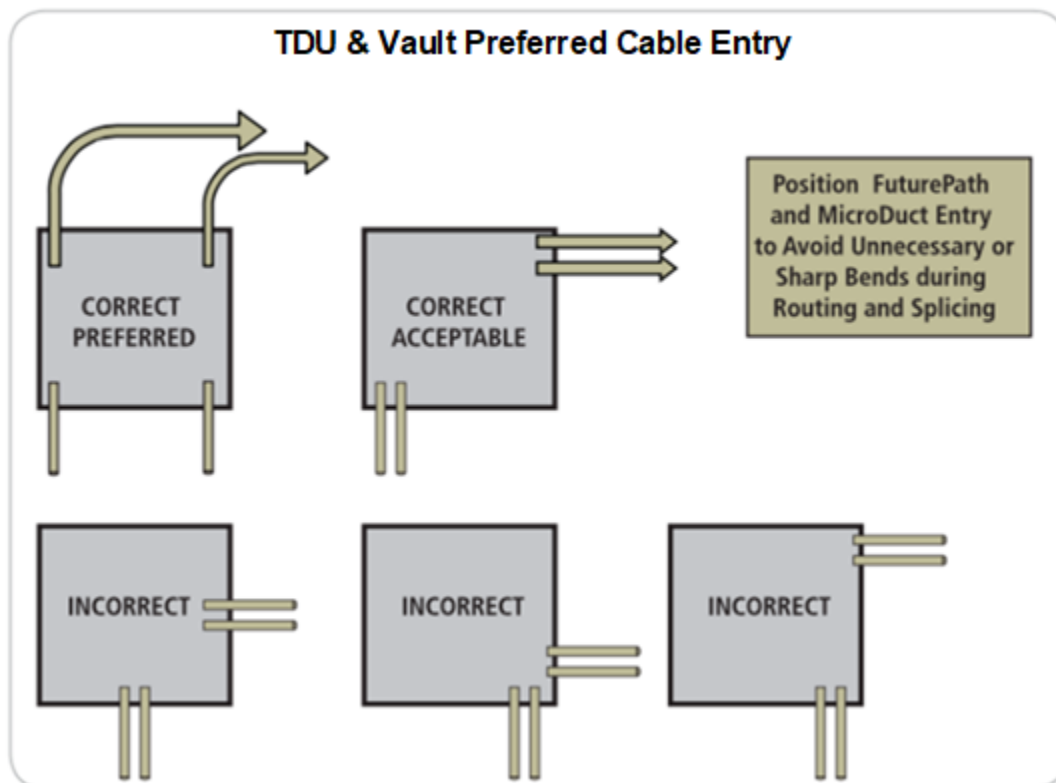 TDU & Vault Preferred Cable Entry
CORRECT
PREFERRED
CORRECT
ACCEPTABLE
Position FuturePath
and MicroDuct Entry
to Avoid Unnecessary or
Sharp Bends during
Routing and Splicing
INCORRECT
INCORRECT
INCORRECT